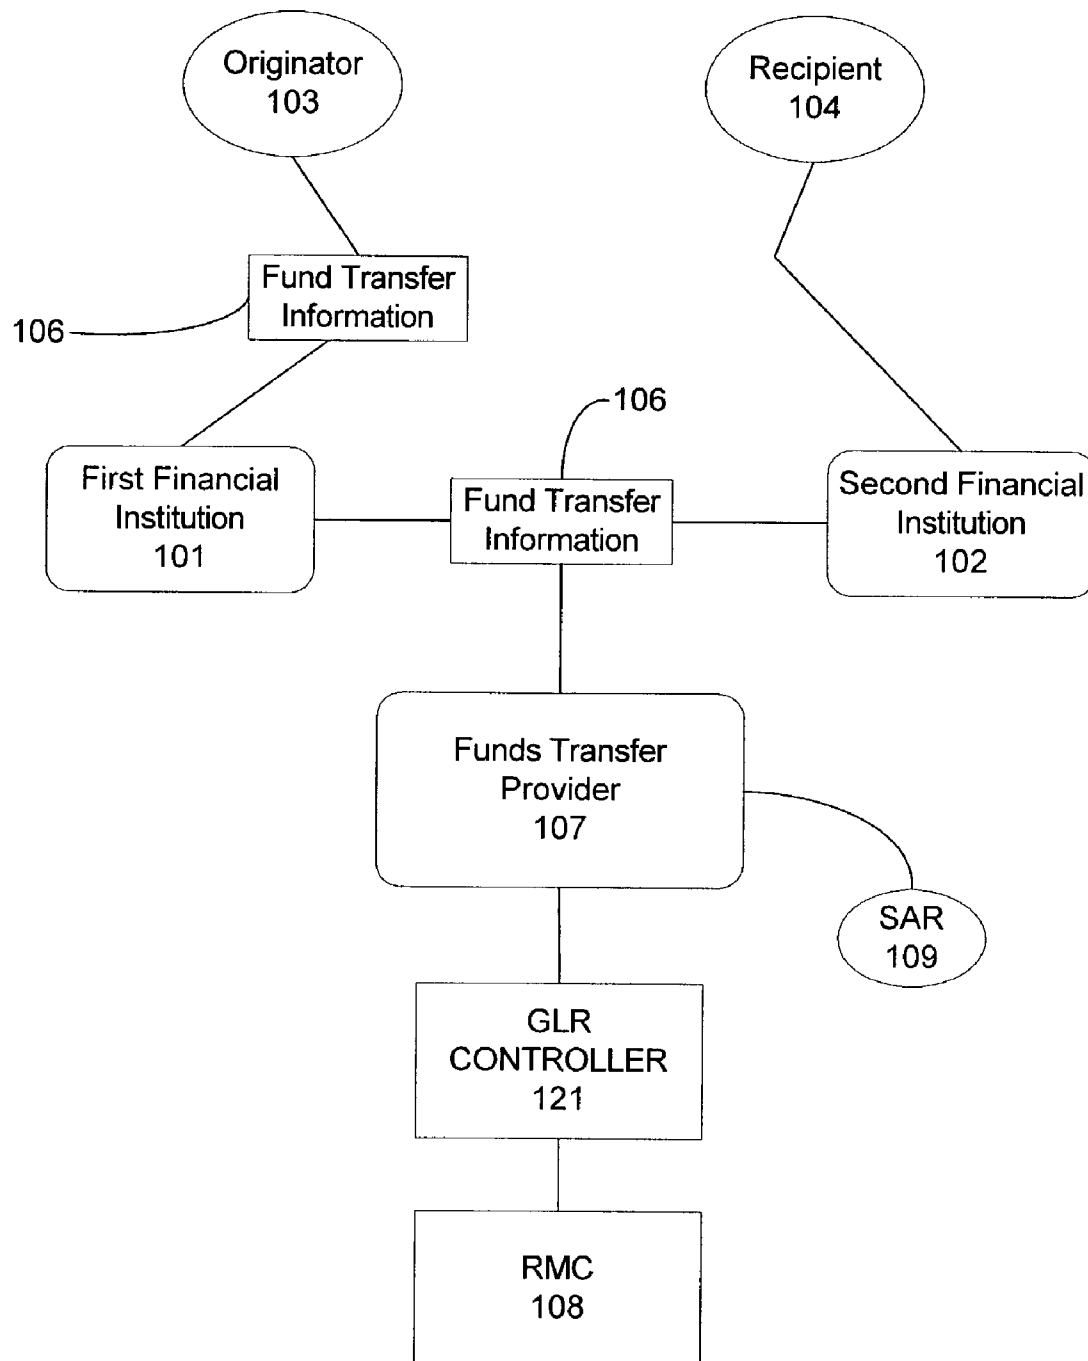 Originator
103
Recipient
104
Fund Transfer
Information
106
106
First Financial
Institution
101
Fund Transfer
Information
Second Financial
Institution
102
Funds Transfer
Provider
107
SAR
109
GLR
CONTROLLER
121
RMC
108